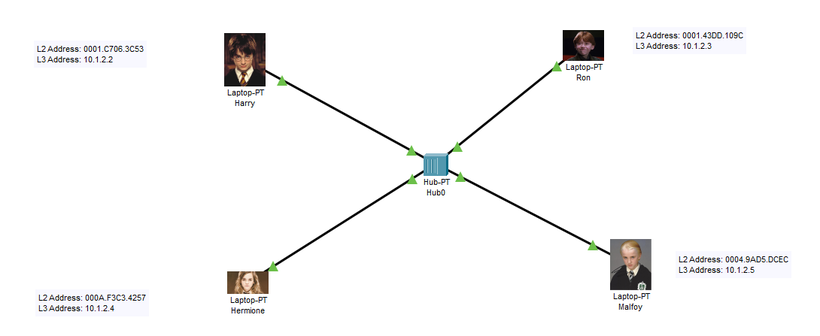 L2 Address: 0001.C706.3C53
L3 Address: 10.1.2.2
Laptop-PT
Harry
L2 Address: 0001.43DD.109C
L3 Address: 10.1.2.3
Laptop-PT
Ron
Hub-PT
Hub0
L2 Address: 000A.F3C3.4257
L3 Address: 10.1.2.4
Laptop-PT
Hermione
L2 Address: 0004.9AD5.DCEC
L3 Address: 10.1.2.5
Laptop-PT
Malfoy